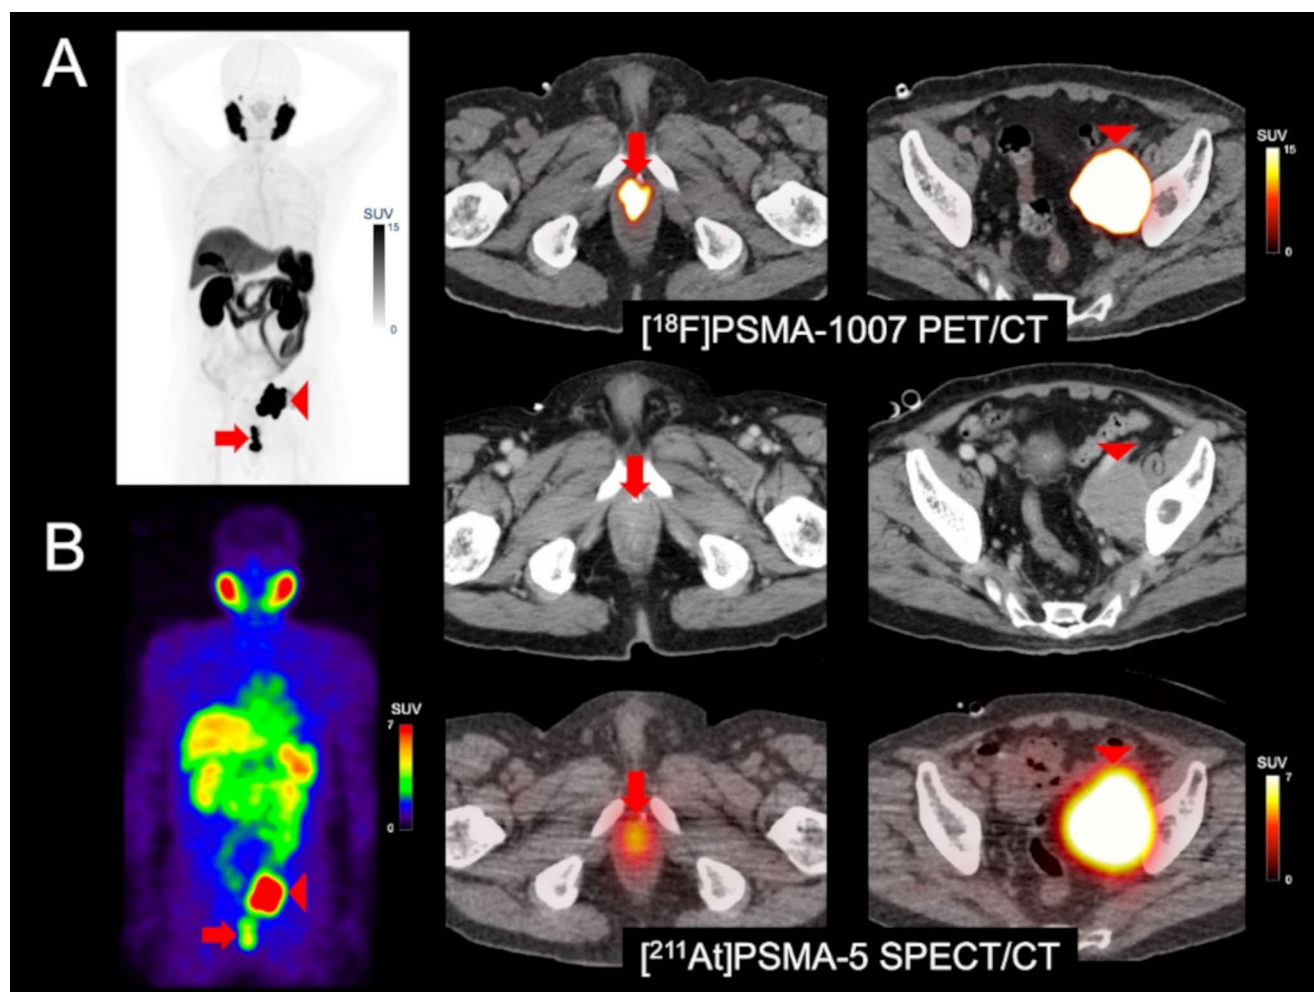 A
SUV
15
0
SUV
15
0
[¹⁸F]PSMA-1007 PET/CT
B
SUV
7
0
SUV
7
0
[²¹¹At]PSMA-5 SPECT/CT